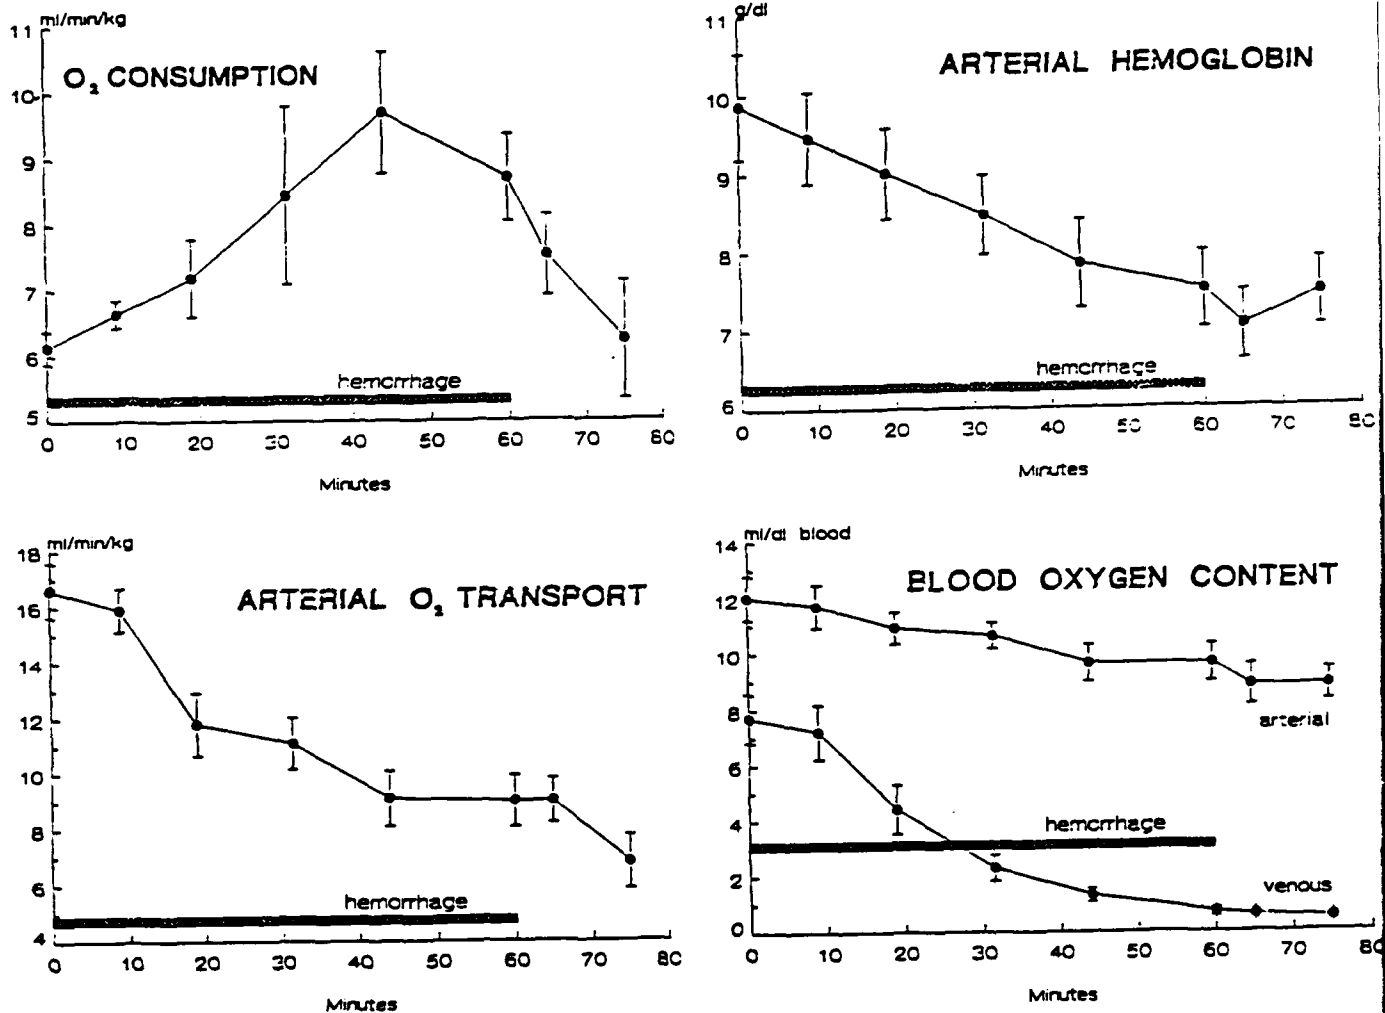 ml/min/kg
O₂ CONSUMPTION
11
10
9
8
7
6
5
hemorrhage
0 10 20 30 40 50 60 70 80
Minutes
g/dl
ARTERIAL HEMOGLOBIN
11
10
9
8
7
6
hemorrhage
0 10 20 30 40 50 60 70 80
Minutes
ml/min/kg
ARTERIAL O₂ TRANSPORT
18
16
14
12
10
8
6
4
hemorrhage
0 10 20 30 40 50 60 70 80
Minutes
ml/dl blood
BLOOD OXYGEN CONTENT
14
12
10
8
6
4
2
0
arterial
hemorrhage
venous
0 10 20 30 40 50 60 70 80
Minutes